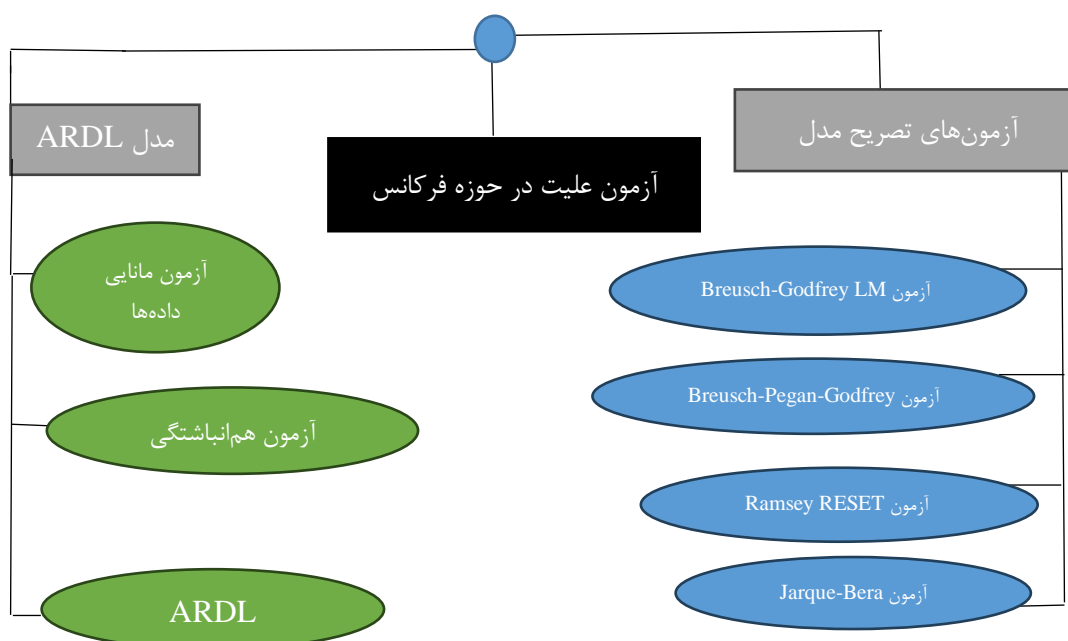 آزمون‌های تصریح مدل
مدل ARDL
آزمون علیت در حوزه فرکانس
آزمون Breusch-Godfrey LM
آزمون Breusch-Pegan-Godfrey
آزمون Ramsey RESET
آزمون Jarque-Bera
آزمون مانایی
داده‌ها
آزمون هم‌انباشتگی
ARDL